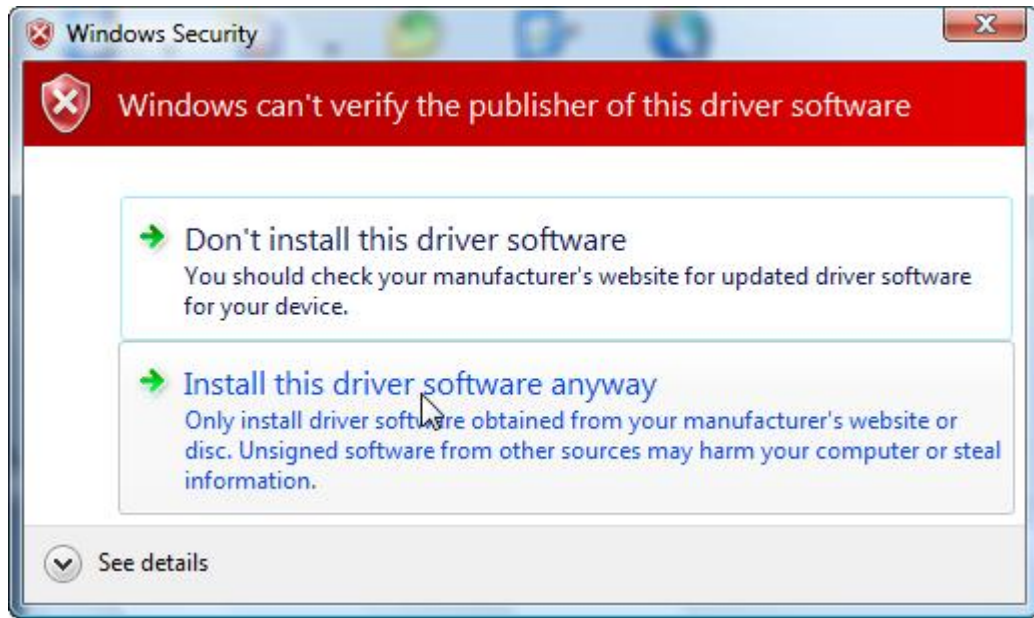 Windows Security
Windows can't verify the publisher of this driver software
Don't install this driver software
You should check your manufacturer's website for updated driver software
for your device.
Install this driver software anyway
Only install driver software obtained from your manufacturer's website or
disc. Unsigned software from other sources may harm your computer or steal
information.
See details